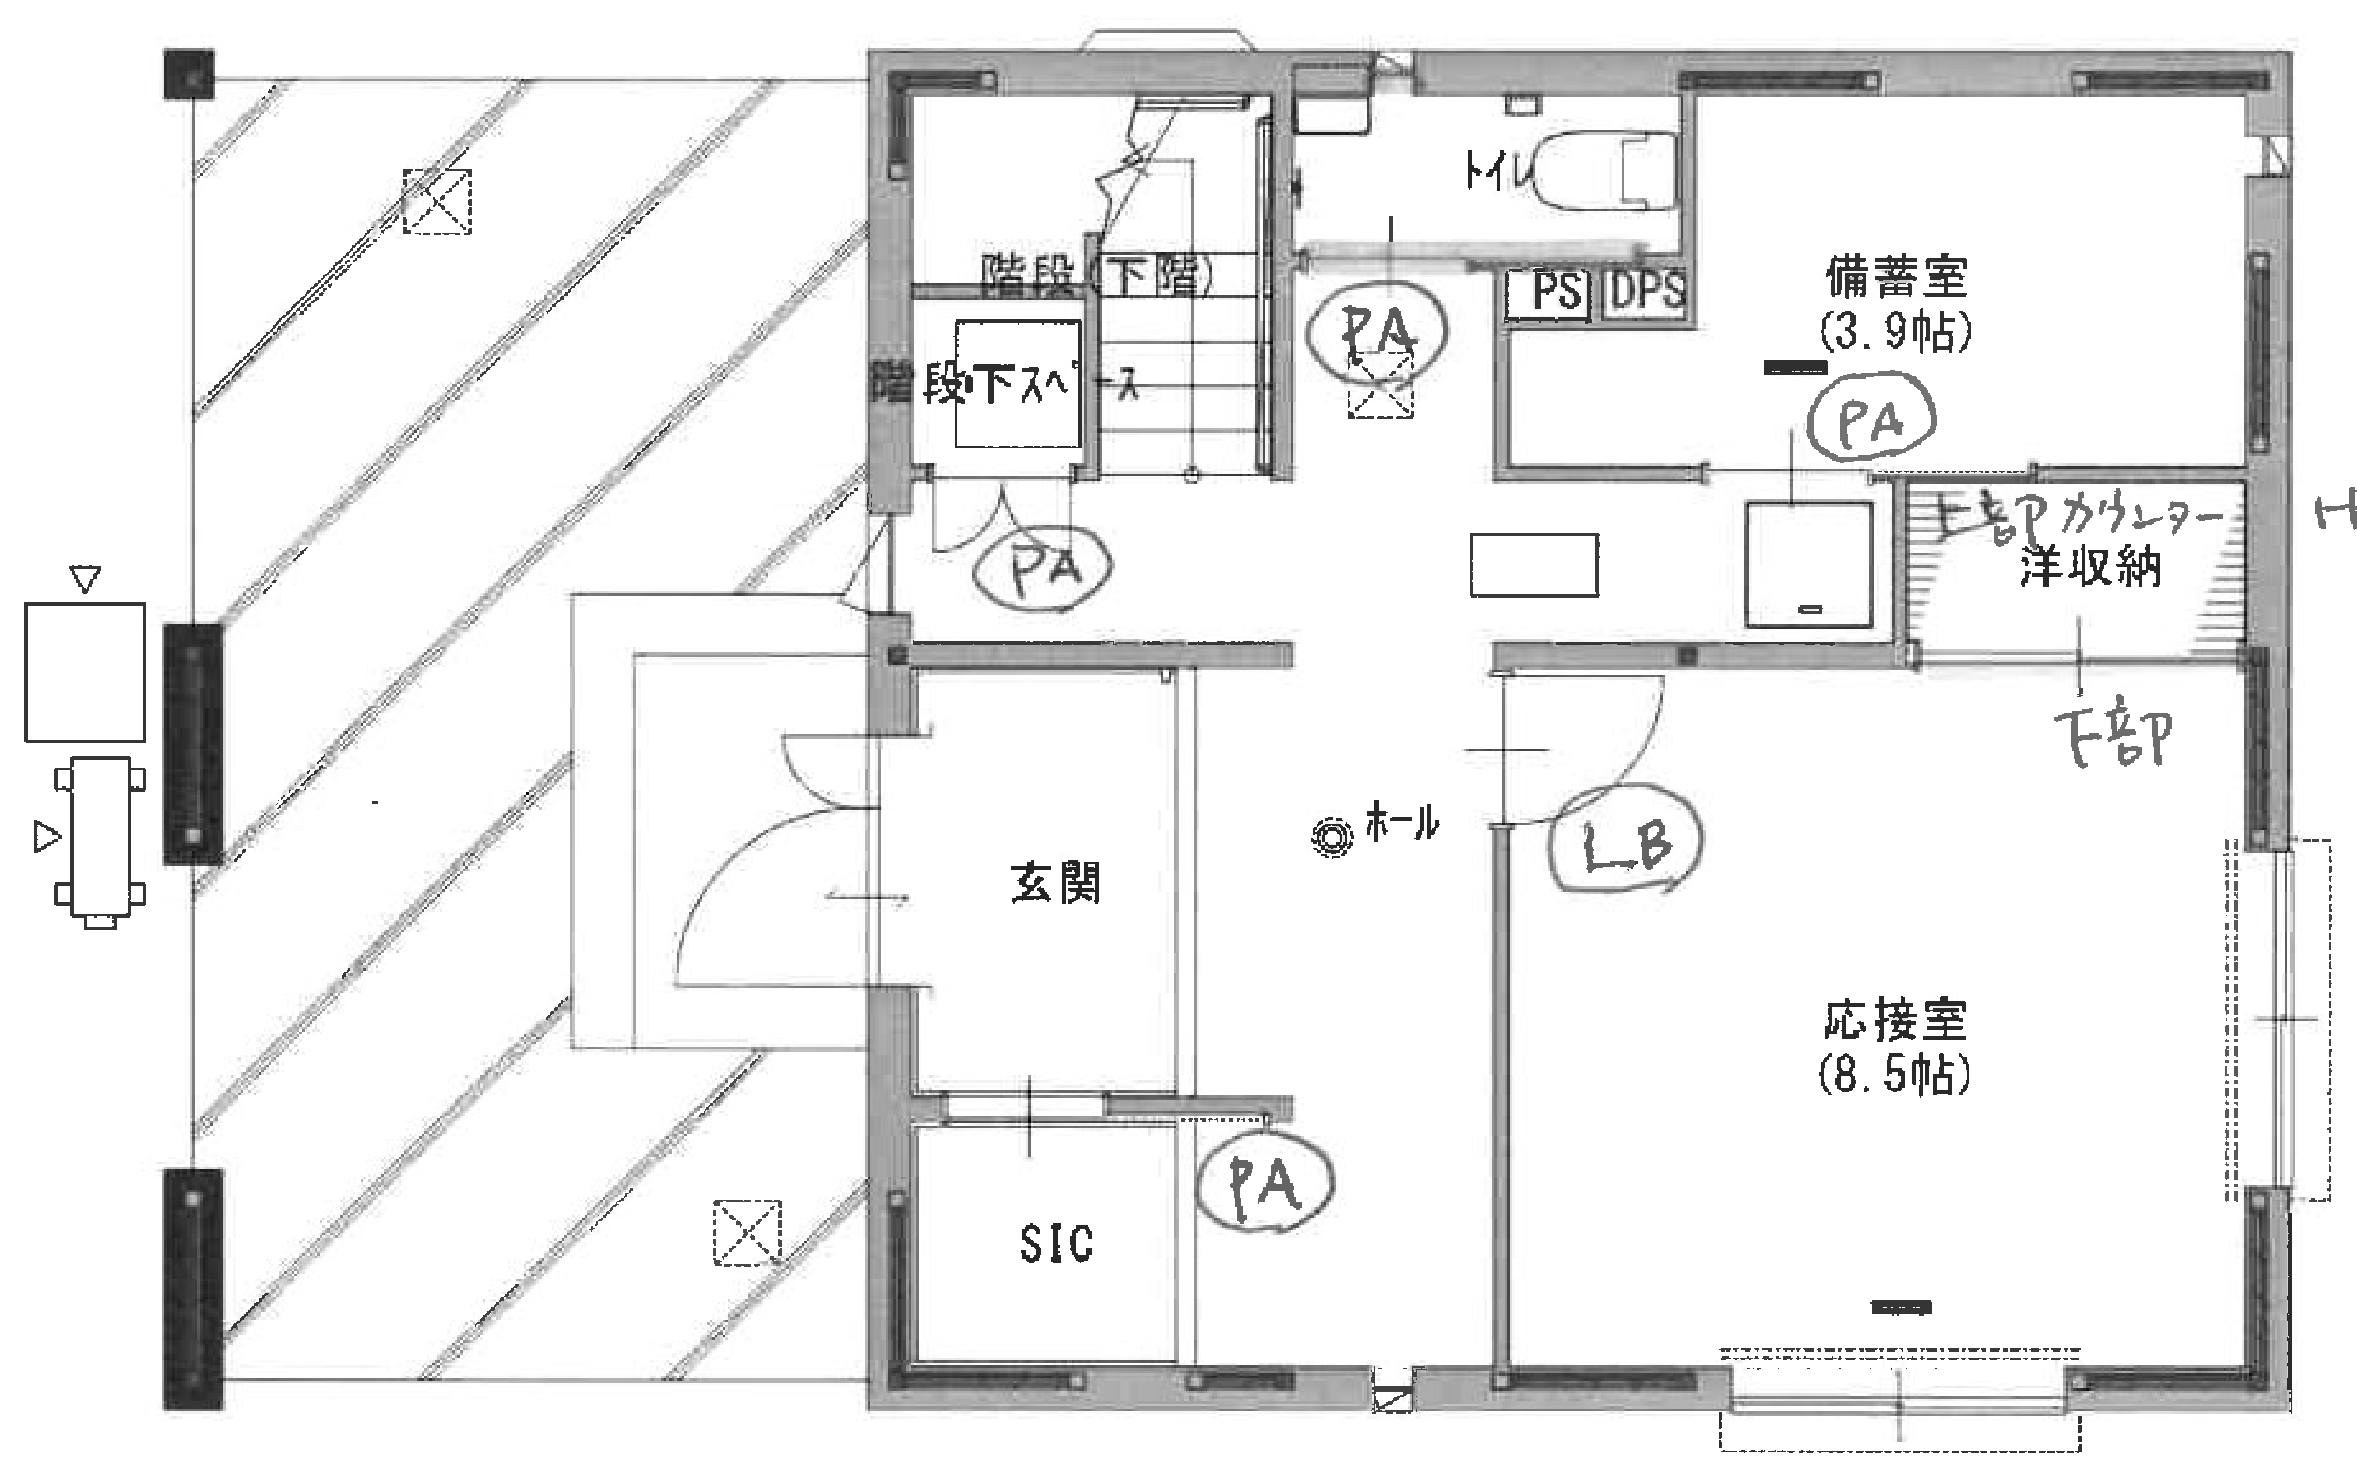 トイレ
階段(下階)
PS
DPS
備蓄室
(3.9帖)
PA
階段下スペース
PA
PA
上部カウンター
H
洋収納
下部
ホール
LB
玄関
応接室
(8.5帖)
PA
SIC